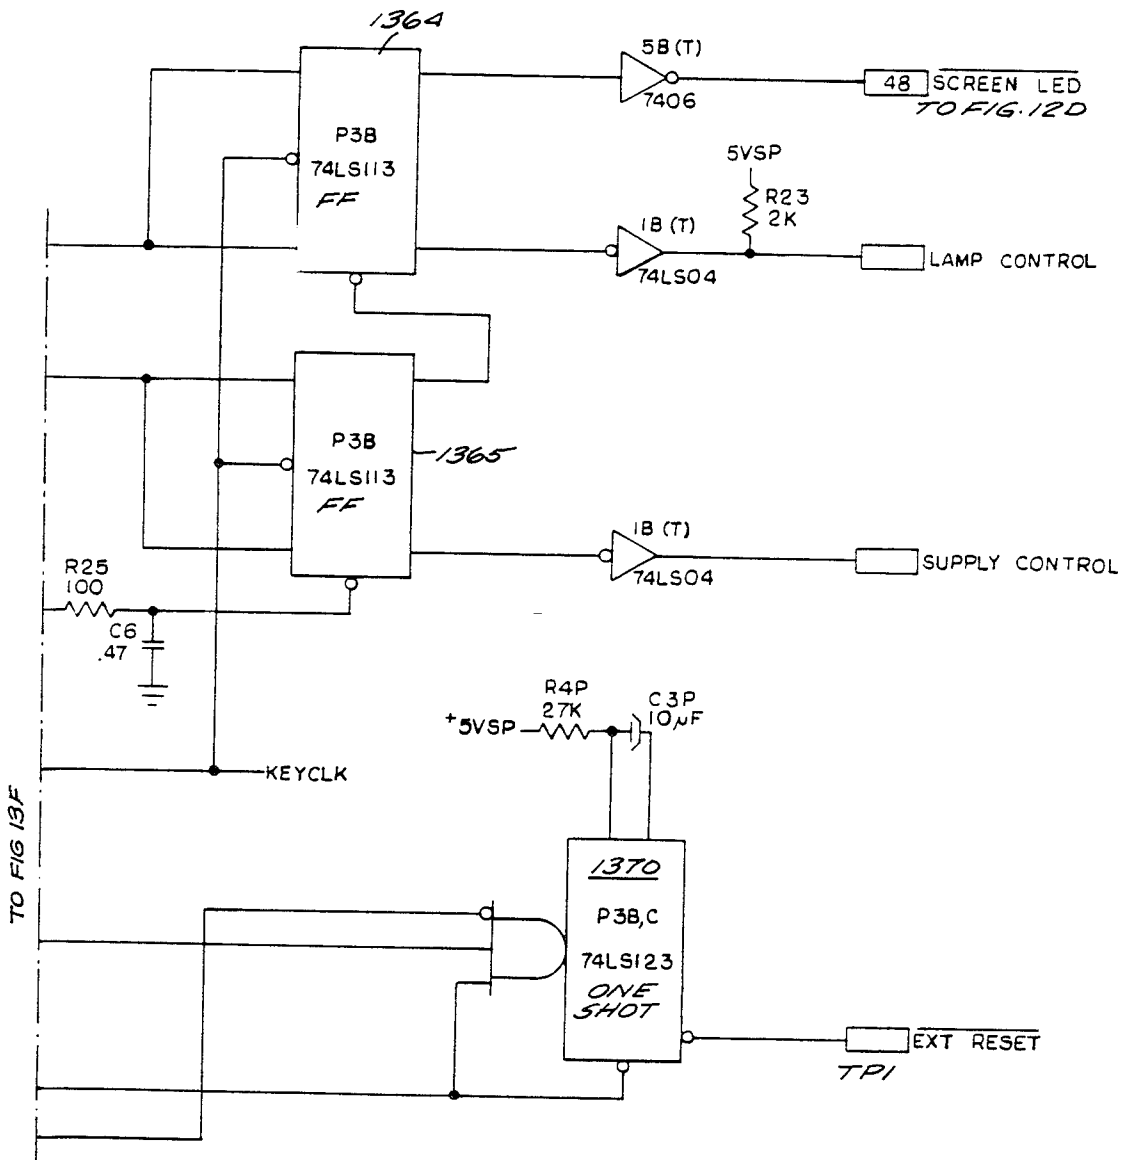 1364
5B (T)
7406
48
SCREEN LED
TO FIG. 12D
P3B
74LS113
FF
5VSP
R23
2K
1B (T)
74LS04
LAMP CONTROL
P3B
74LS113
FF
1365
1B (T)
74LS04
SUPPLY CONTROL
R25
100
C6
.47
R4P
27K
C3P
10µF
+5VSP
KEYCLK
TO FIG 13F
1370
P3B,C
74LS123
ONE
SHOT
EXT RESET
TP1